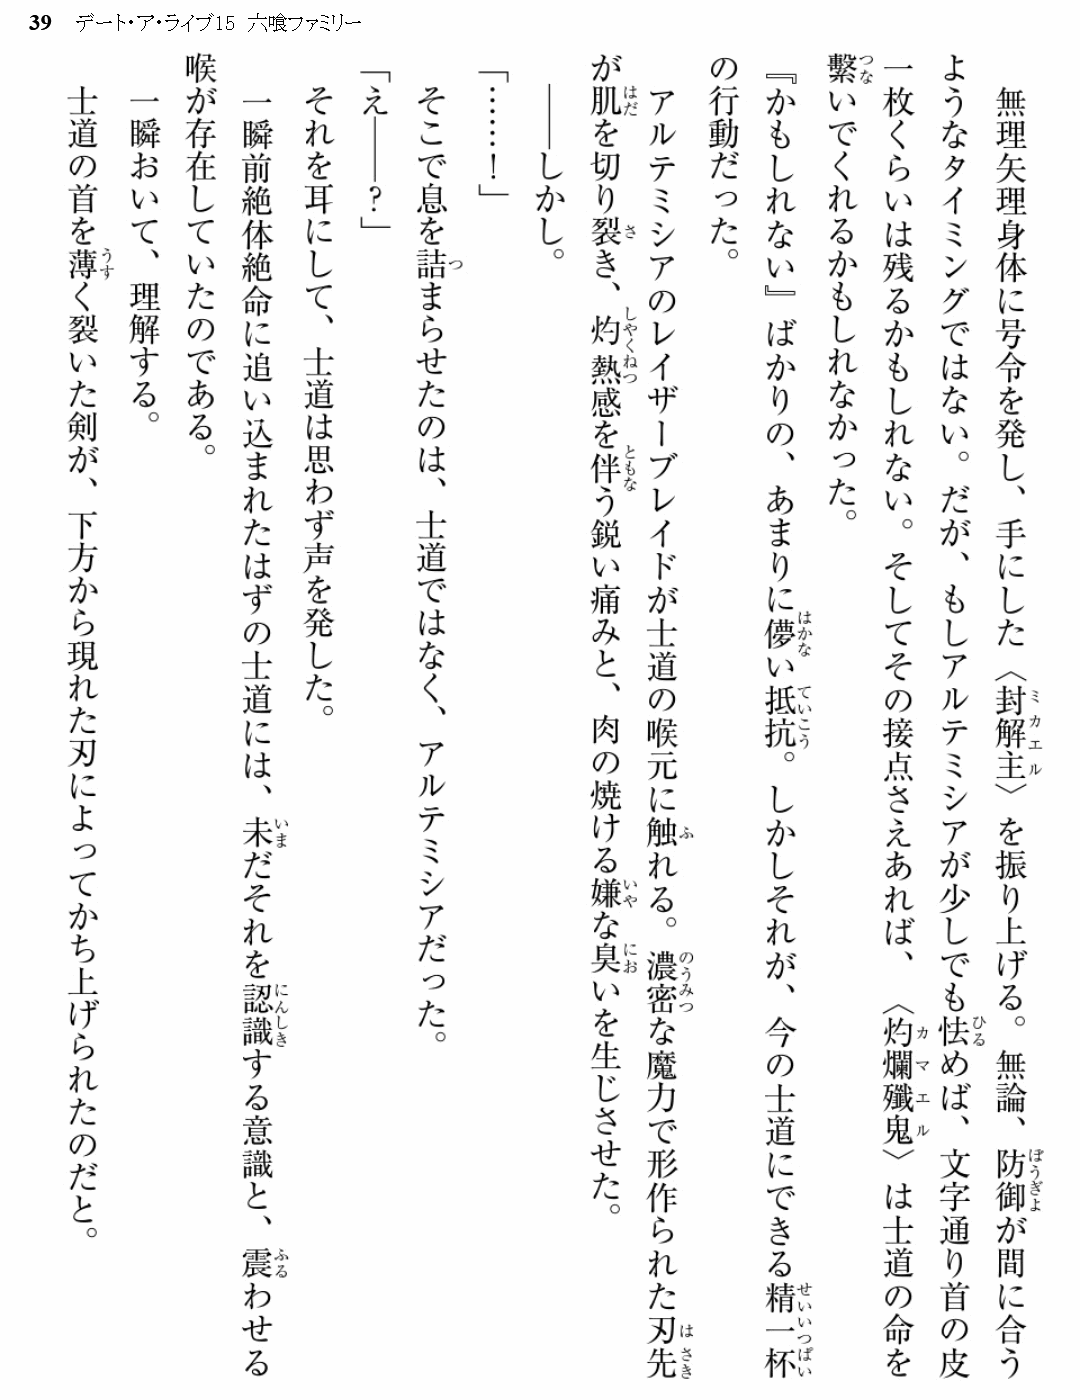 39 デート・ア・ライブ15 六喰ファミリー
無理矢理身体に号令を発し、手にした〈封解主〉を振り上げる。無論、防御が間に合う
ようなタイミングではない。だが、もしアルテミシアが少しでも怯めば、文字通り首の皮
一枚くらいは残るかもしれない。そしてその接点さえあれば、〈灼爛殲鬼〉は士道の命を
繫いでくれるかもしれなかった。
『かもしれない』ばかりの、あまりに儚い抵抗。しかしそれが、今の士道にできる精一杯
の行動だった。
アルテミシアのレイザーブレイドが士道の喉元に触れる。濃密な魔力で形作られた刃先
が肌を切り裂き、灼熱感を伴う鋭い痛みと、肉の焼ける嫌な臭いを生じさせた。
――しかし。
「……！」
そこで息を詰まらせたのは、士道ではなく、アルテミシアだった。
「え――？」
それを耳にして、士道は思わず声を発した。
一瞬前絶体絶命に追い込まれたはずの士道には、未だそれを認識する意識と、震わせる
喉が存在していたのである。
一瞬おいて、理解する。
士道の首を薄く裂いた剣が、下方から現れた刃によってかち上げられたのだと。